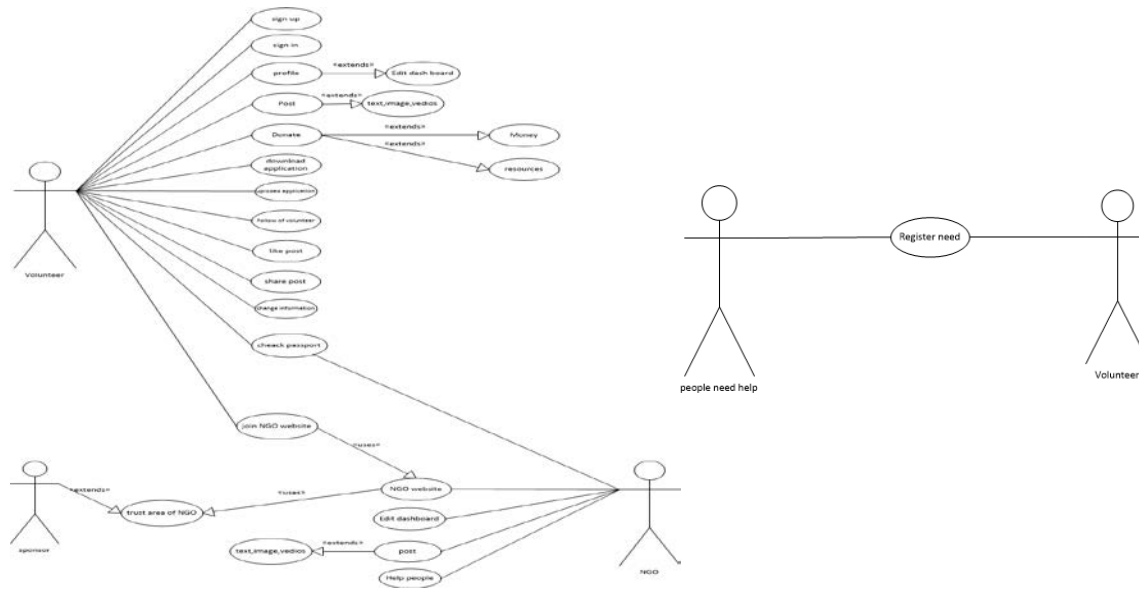 sign up
sign in
profile
«extends»
Edit dash board
Post
«extends»
text,image,vedios
Donate
«extends»
Money
«extends»
resources
download
application
process application
Follow of volunteer
like post
share post
change information
cheack passport
Volunteer
Register need
people need help
Volunteer
join NGO website
«uses»
NGO website
«extends»
«uses»
trust area of NGO
Edit dashboard
sponsor
text,image,vedios
«extends»
post
Help people
NGO